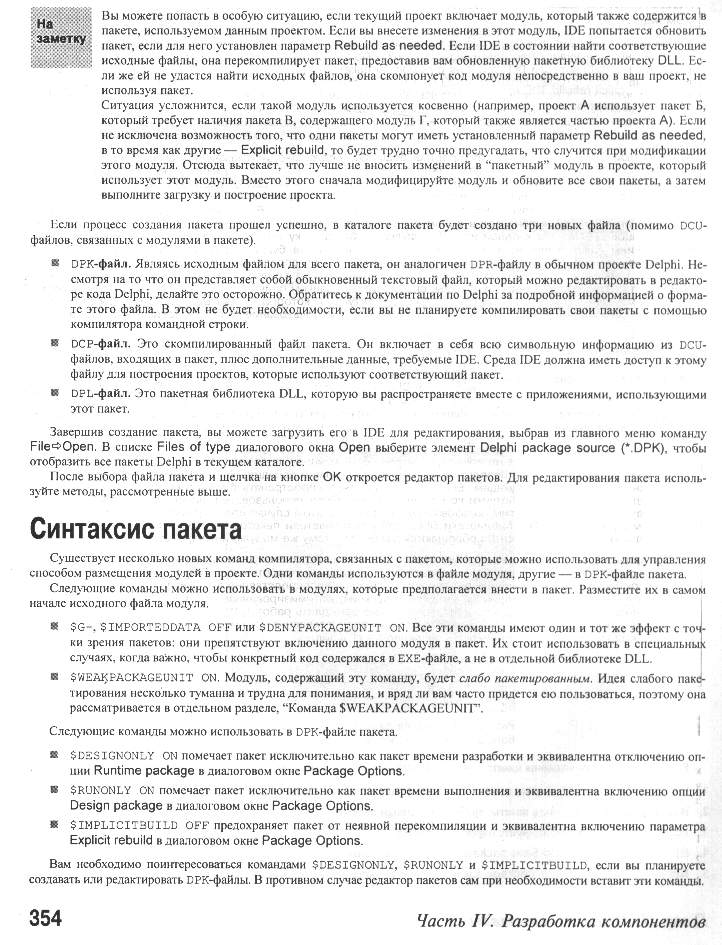 На
заметку
Вы можете попасть в особую ситуацию, если текущий проект включает модуль, который также содержится в
пакете, используемом данным проектом. Если вы внесете изменения в этот модуль, IDE попытается обновить
пакет, если для него установлен параметр Rebuild as needed. Если IDE в состоянии найти соответствующие
исходные файлы, она перекомпилирует пакет, предоставив вам обновленную пакетную библиотеку DLL. Ес-
ли же ей не удастся найти исходных файлов, она скомпонует код модуля непосредственно в ваш проект, не
используя пакет.
Ситуация усложнится, если такой модуль используется косвенно (например, проект А использует пакет Б,
который требует наличия пакета В, содержащего модуль Г, который также является частью проекта А). Если
не исключена возможность того, что одни пакеты могут иметь установленный параметр Rebuild as needed,
в то время как другие — Explicit rebuild, то будет трудно точно предугадать, что случится при модификации
этого модуля. Отсюда вытекает, что лучше не вносить изменений в "пакетный" модуль в проекте, который
использует этот модуль. Вместо этого сначала модифицируйте модуль и обновите все свои пакеты, а затем
выполните загрузку и построение проекта.
Если процесс создания пакета прошел успешно, в каталоге пакета будет создано три новых файла (помимо DCU-
файлов, связанных с модулями в пакете).
DPK-файл. Являясь исходным файлом для всего пакета, он аналогичен DPR-файлу в обычном проекте Delphi. Не-
смотря на то что он представляет собой обыкновенный текстовый файл, который можно редактировать в редакто-
ре кода Delphi, делайте это осторожно. Обратитесь к документации по Delphi за подробной информацией о форма-
те этого файла. В этом не будет необходимости, если вы не планируете компилировать свои пакеты с помощью
компилятора командной строки.
DCP-файл. Это скомпилированный файл пакета. Он включает в себя всю символьную информацию из DCU-
файлов, входящих в пакет, плюс дополнительные данные, требуемые IDE. Среда IDE должна иметь доступ к этому
файлу для построения проектов, которые используют соответствующий пакет.
DPL-файл. Это пакетная библиотека DLL, которую вы распространяете вместе с приложениями, использующими
этот пакет.
Завершив создание пакета, вы можете загрузить его в IDE для редактирования, выбрав из главного меню команду
File⇨Open. В списке Files of type диалогового окна Open выберите элемент Delphi package source (*.DPK), чтобы
отобразить все пакеты Delphi в текущем каталоге.
После выбора файла пакета и щелчка на кнопке OK откроется редактор пакетов. Для редактирования пакета исполь-
зуйте методы, рассмотренные выше.
Синтаксис пакета
Существует несколько новых команд компилятора, связанных с пакетом, которые можно использовать для управления
способом размещения модулей в проекте. Одни команды используются в файле модуля, другие — в DPK-файле пакета.
Следующие команды можно использовать в модулях, которые предполагается внести в пакет. Разместите их в самом
начале исходного файла модуля.
$G-, $IMPORTEDDATA OFF или $DENYPACKAGEUNIT ON. Все эти команды имеют один и тот же эффект с точ-
ки зрения пакетов: они препятствуют включению данного модуля в пакет. Их стоит использовать в специальных
случаях, когда важно, чтобы конкретный код содержался в EXE-файле, а не в отдельной библиотеке DLL.
$WEAKPACKAGEUNIT ON. Модуль, содержащий эту команду, будет слабо пакетированным. Идея слабого паке-
тирования несколько туманна и трудна для понимания, и вряд ли вам часто придется ею пользоваться, поэтому она
рассматривается в отдельном разделе, "Команда $WEAKPACKAGEUNIT".
Следующие команды можно использовать в DPK-файле пакета.
$DESIGNONLY ON помечает пакет исключительно как пакет времени разработки и эквивалентна отключению оп-
ции Runtime package в диалоговом окне Package Options.
$RUNONLY ON помечает пакет исключительно как пакет времени выполнения и эквивалентна включению опции
Design package в диалоговом окне Package Options.
$IMPLICITBUILD OFF предохраняет пакет от неявной перекомпиляции и эквивалентна включению параметра
Explicit rebuild в диалоговом окне Package Options.
Вам необходимо поинтересоваться командами $DESIGNONLY, $RUNONLY и $IMPLICITBUILD, если вы планируете
создавать или редактировать DPK-файлы. В противном случае редактор пакетов сам при необходимости вставит эти команды.
354
Часть IV. Разработка компонентов